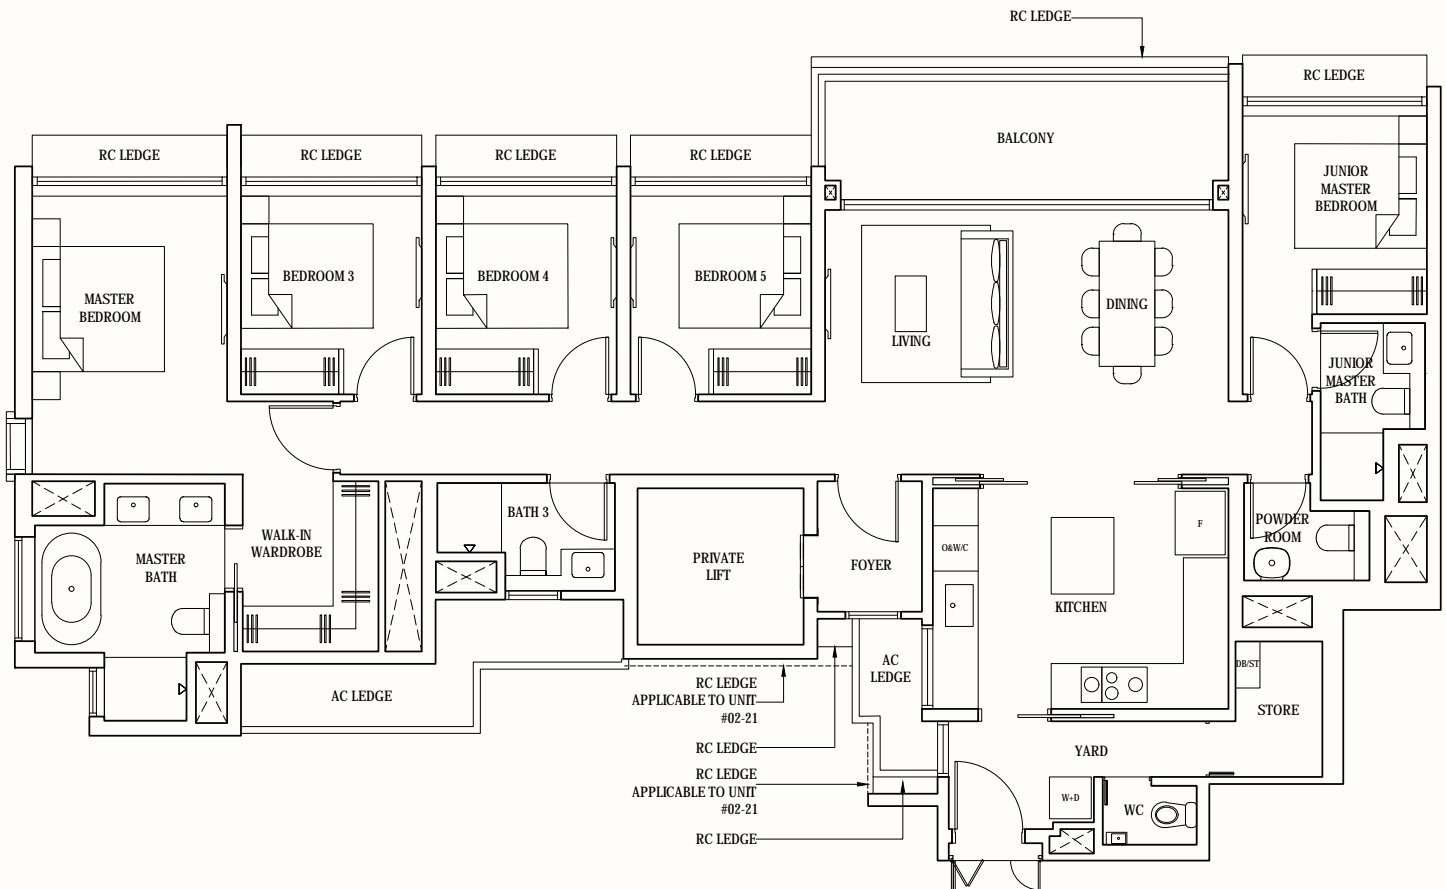 RC LEDGE
RC LEDGE
BALCONY
RC LEDGE
RC LEDGE
RC LEDGE
RC LEDGE
JUNIOR
MASTER
BEDROOM
MASTER
BEDROOM
BEDROOM 3
BEDROOM 4
BEDROOM 5
LIVING
DINING
JUNIOR
MASTER
BATH
WALK-IN
WARDROBE
MASTER
BATH
BATH 3
PRIVATE
LIFT
FOYER
O&W/C
F
POWDER
ROOM
KITCHEN
AC LEDGE
AC
LEDGE
DB/ST
STORE
RC LEDGE
APPLICABLE TO UNIT
#02-21
RC LEDGE
YARD
RC LEDGE
APPLICABLE TO UNIT
#02-21
W+D
WC
RC LEDGE